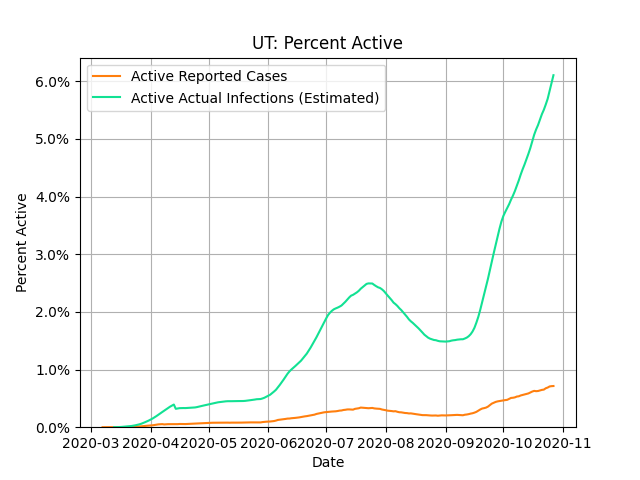 UT: Percent Active
Active Reported Cases
Active Actual Infections (Estimated)
6.0%
5.0%
4.0%
3.0%
2.0%
1.0%
0.0%
Percent Active
2020-03 2020-04 2020-05 2020-06 2020-07 2020-08 2020-09 2020-10 2020-11
Date